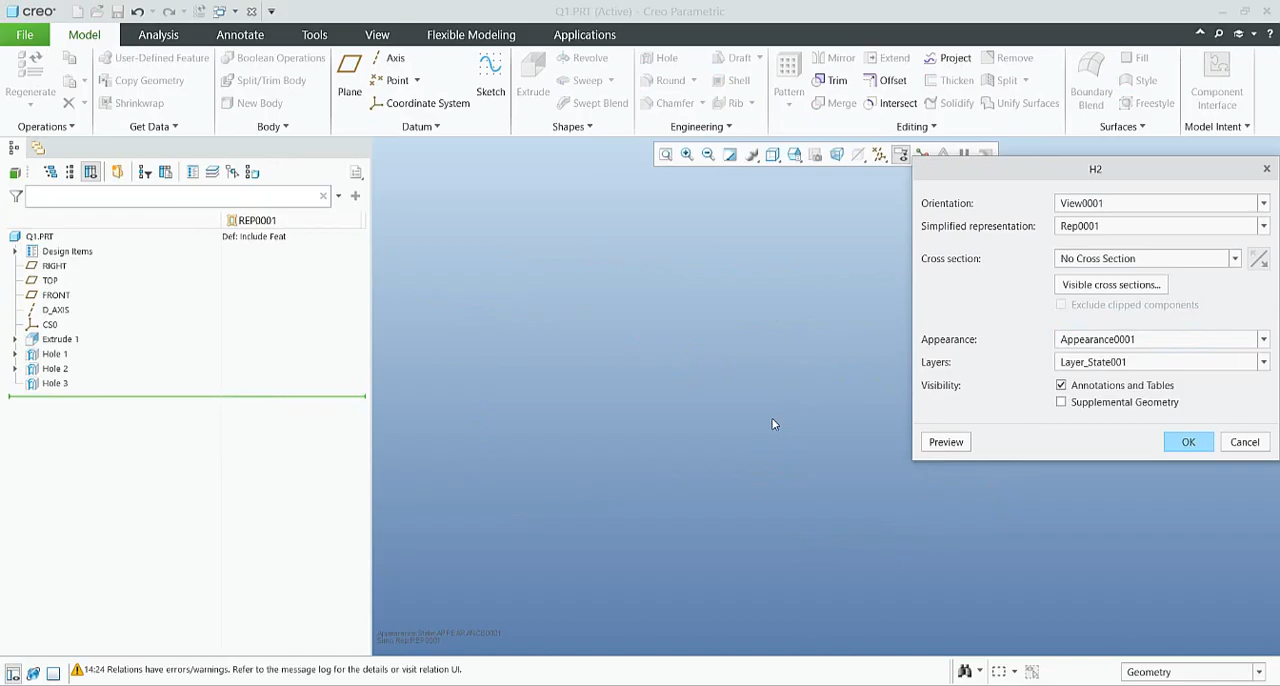 creo° Q1.PRT (Active) - Creo Parametric
File Model Analysis Annotate Tools View Flexible Modeling Applications
User-Defined Feature Boolean Operations Axis Revolve Hole Draft Mirror Extend Project Remove Fill
Copy Geometry Split/Trim Body Point Sweep Round Shell Trim Offset Thicken Split Style
Regenerate Shrinkwrap New Body Plane Coordinate System Sketch Extrude Swept Blend Chamfer Rib Pattern Merge Intersect Solidify Unify Surfaces Boundary Blend Freestyle Component Interface
Operations Get Data Body Datum Shapes Engineering Editing Surfaces Model Intent
REP0001
Q1.PRT Def: Include Feat
Design Items
RIGHT
TOP
FRONT
D_AXIS
CS0
Extrude 1
Hole 1
Hole 2
Hole 3
H2
Orientation: View0001
Simplified representation: Rep0001
Cross section: No Cross Section
Visible cross sections...
Exclude clipped components
Appearance: Appearance0001
Layers: Layer_State001
Visibility: Annotations and Tables
Supplemental Geometry
Preview OK Cancel
Appearance State:APPEARANCE0001
14:24 Relations have errors/warnings. Refer to the message log for the details or visit relation UI.
Geometry